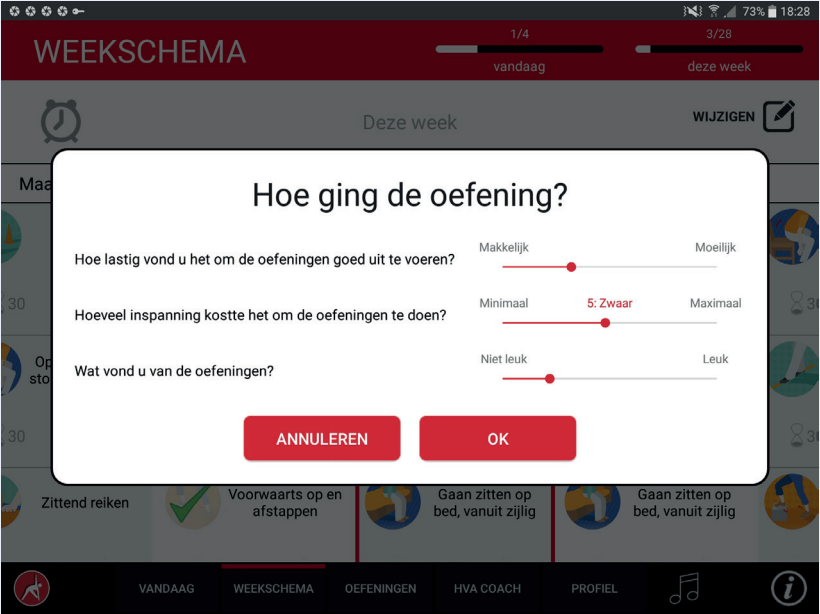 73% 18:28
WEEKSCHEMA
1/4
vandaag
3/28
deze week
Deze week
WIJZIGEN
Maa
Hoe ging de oefening?
Hoe lastig vond u het om de oefeningen goed uit te voeren?
Makkelijk
Moeilijk
Hoeveel inspanning kostte het om de oefeningen te doen?
Minimaal
5: Zwaar
Maximaal
Wat vond u van de oefeningen?
Niet leuk
Leuk
ANNULEREN
OK
30
Op
sto
30
Zittend reiken
Voorwaarts op en
afstappen
Gaan zitten op
bed, vanuit zijlig
Gaan zitten op
bed, vanuit zijlig
VANDAAG
WEEKSCHEMA
OEFENINGEN
HVA COACH
PROFIEL